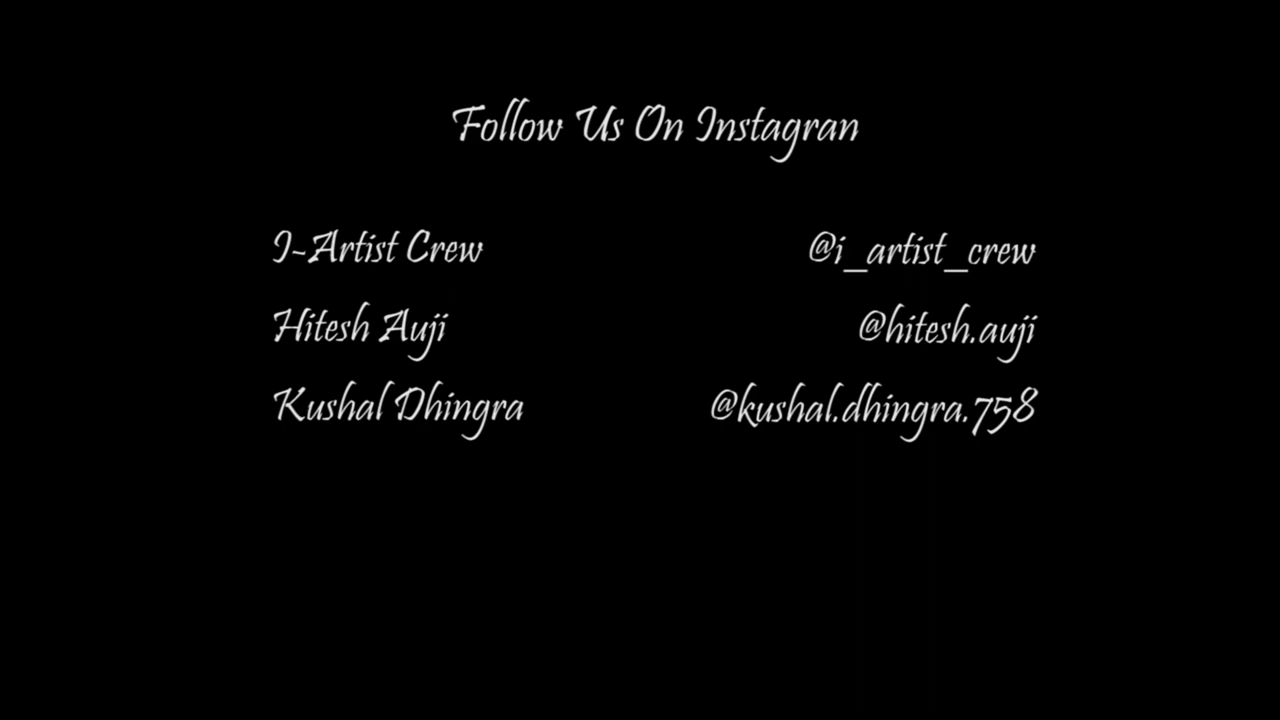 Follow Us On Instagran
I-Artist Crew @i_artist_crew
Hitesh Auji @hitesh.auji
Kushal Dhingra @kushal.dhingra.758